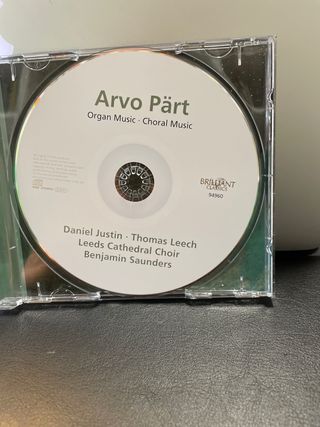 Arvo Pärt
Organ Music · Choral Music
BRILLIANT
CLASSICS
94960
Daniel Justin · Thomas Leech
Leeds Cathedral Choir
Benjamin Saunders